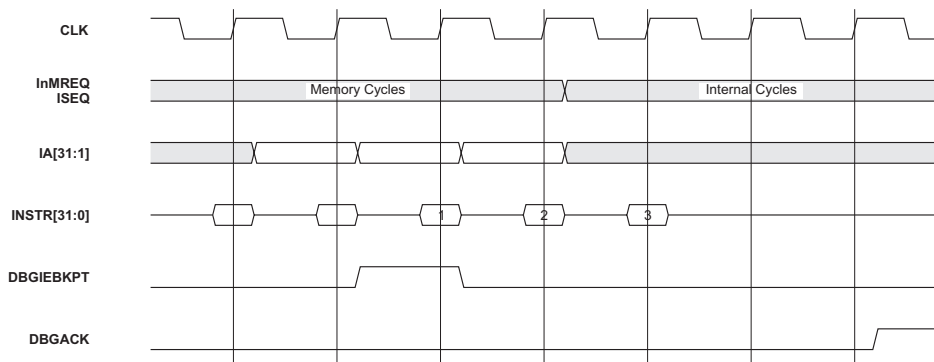 CLK
InMREQ
ISEQ
Memory Cycles
Internal Cycles
IA[31:1]
INSTR[31:0]
1
2
3
DBGIEBKPT
DBGACK